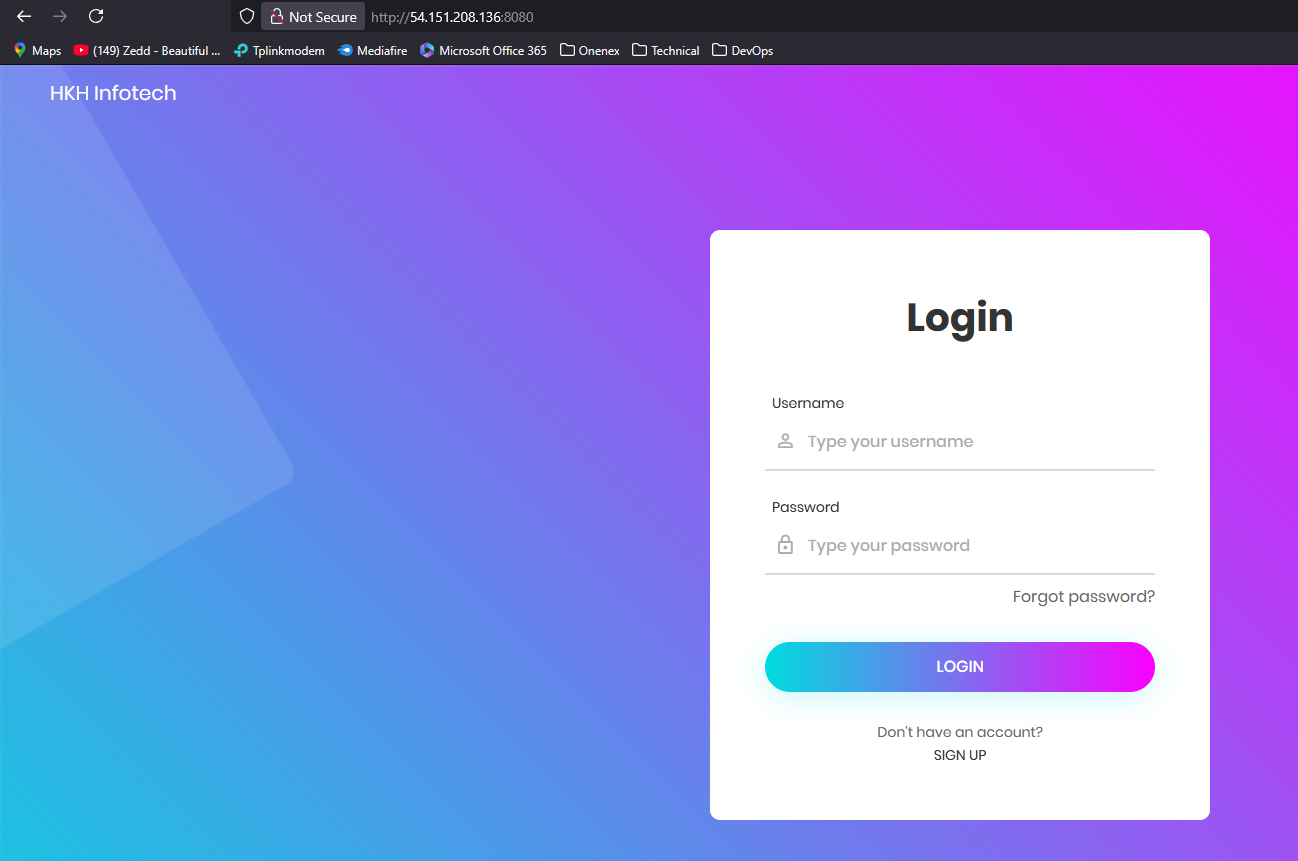 Not Secure http://54.151.208.136:8080
Maps (149) Zedd - Beautiful ... Tplinkmodem Mediafire Microsoft Office 365 Onenex Technical DevOps
HKH Infotech
Login
Username
Type your username
Password
Type your password
Forgot password?
LOGIN
Don't have an account?
SIGN UP